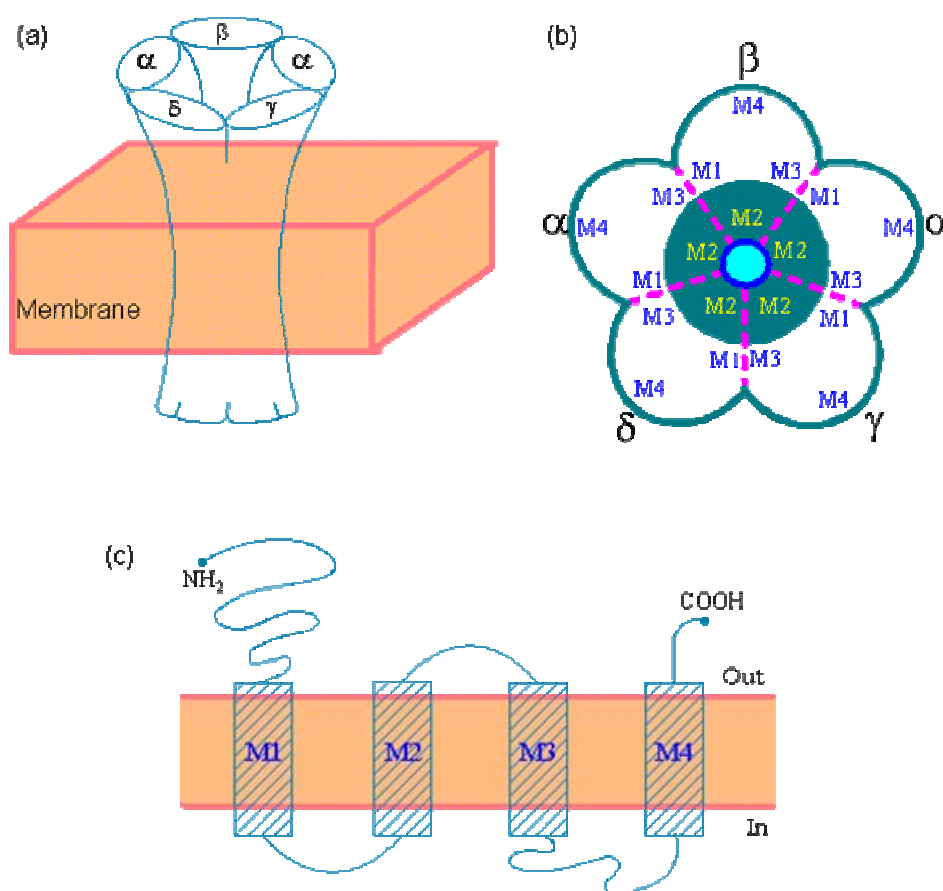 (a)
β
α α
δ γ
Membrane
(b)
β
M4
M1 M3
M3 M1
M2
α M4 M2 M2 M4 α
M1 M3
M3 M2 M2 M1
M1 M3
M4 M4
δ γ
(c)
NH₂
COOH
Out
M1 M2 M3 M4
In